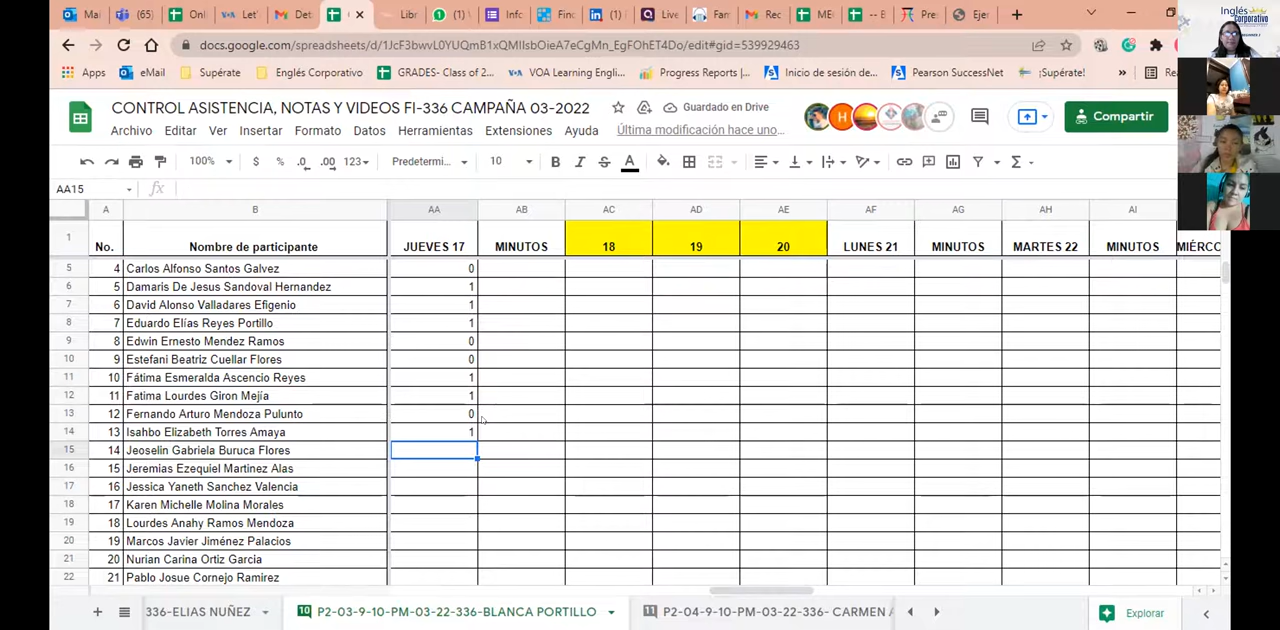 Mai (65) Onl Let' Det C Libr (1) Info Find (1) Live Fan Rec ME -- B Pre: Eje
docs.google.com/spreadsheets/d/1JcF3bwvL0YUQmB1xQMIIsbOieA7eCgMn_EgFOhET4Do/edit#gid=539929463
Apps eMail Supérate Englés Corporativo GRADES- Class of 2... VOA Learning Engli... Progress Reports |... Inicio de sesión de... Pearson SuccessNet ¡Supérate! » Re
Inglés
Corporativo
CONTROL ASISTENCIA, NOTAS Y VIDEOS FI-336 CAMPAÑA 03-2022 Guardado en Drive
Archivo Editar Ver Insertar Formato Datos Herramientas Extensiones Ayuda Última modificación hace uno...
H
Compartir
100% $ % .0 .00 123 Predetermi... 10 B I S A Σ
AA15 fx
A B AA AB AC AD AE AF AG AH AI
1 No. Nombre de participante JUEVES 17 MINUTOS 18 19 20 LUNES 21 MINUTOS MARTES 22 MINUTOS MIÉRCO
5 4 Carlos Alfonso Santos Galvez 0
6 5 Damaris De Jesus Sandoval Hernandez 1
7 6 David Alonso Valladares Efigenio 1
8 7 Eduardo Elías Reyes Portillo 1
9 8 Edwin Ernesto Mendez Ramos 0
10 9 Estefani Beatriz Cuellar Flores 0
11 10 Fátima Esmeralda Ascencio Reyes 1
12 11 Fatima Lourdes Giron Mejía 1
13 12 Fernando Arturo Mendoza Pulunto 0
14 13 Isahbo Elizabeth Torres Amaya 1
15 14 Jeoselin Gabriela Buruca Flores
16 15 Jeremias Ezequiel Martinez Alas
17 16 Jessica Yaneth Sanchez Valencia
18 17 Karen Michelle Molina Morales
19 18 Lourdes Anahy Ramos Mendoza
20 19 Marcos Javier Jiménez Palacios
21 20 Nurian Carina Ortiz Garcia
22 21 Pablo Josue Cornejo Ramirez
336-ELIAS NUÑEZ 10 P2-03-9-10-PM-03-22-336-BLANCA PORTILLO 11 P2-04-9-10-PM-03-22-336- CARMEN A Explorar